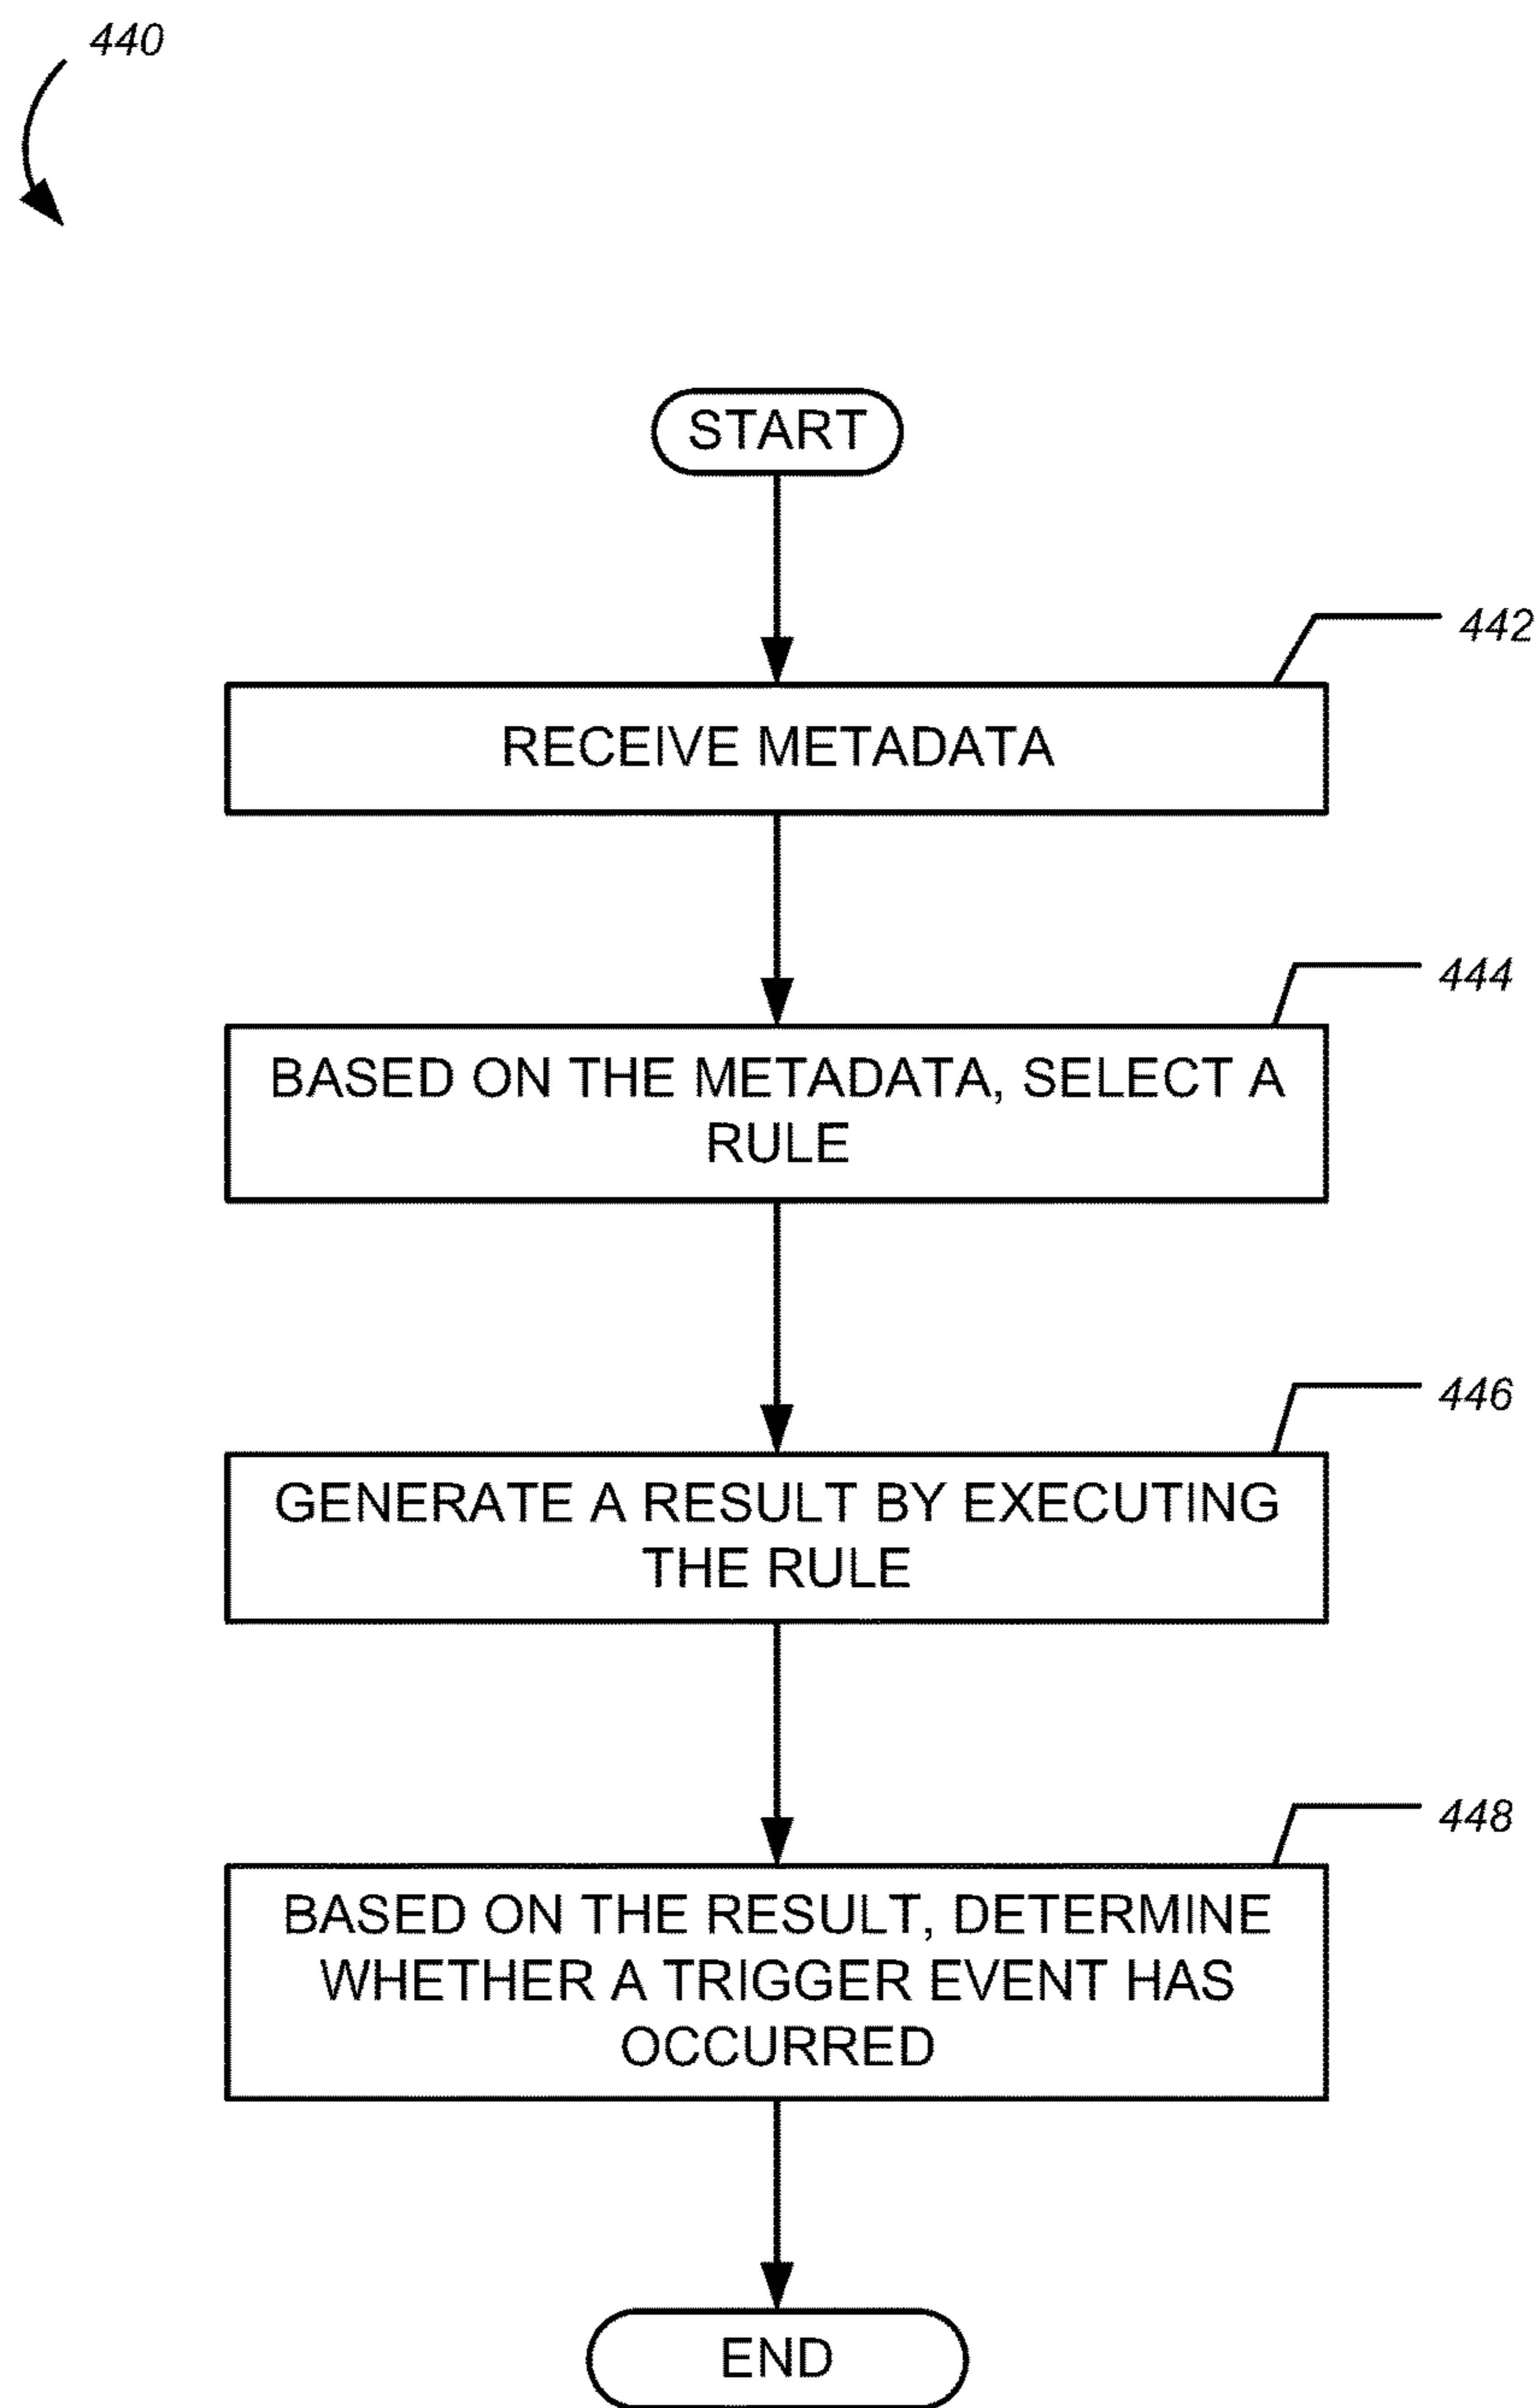 440
START
442
RECEIVE METADATA
444
BASED ON THE METADATA, SELECT A
RULE
446
GENERATE A RESULT BY EXECUTING
THE RULE
448
BASED ON THE RESULT, DETERMINE
WHETHER A TRIGGER EVENT HAS
OCCURRED
END